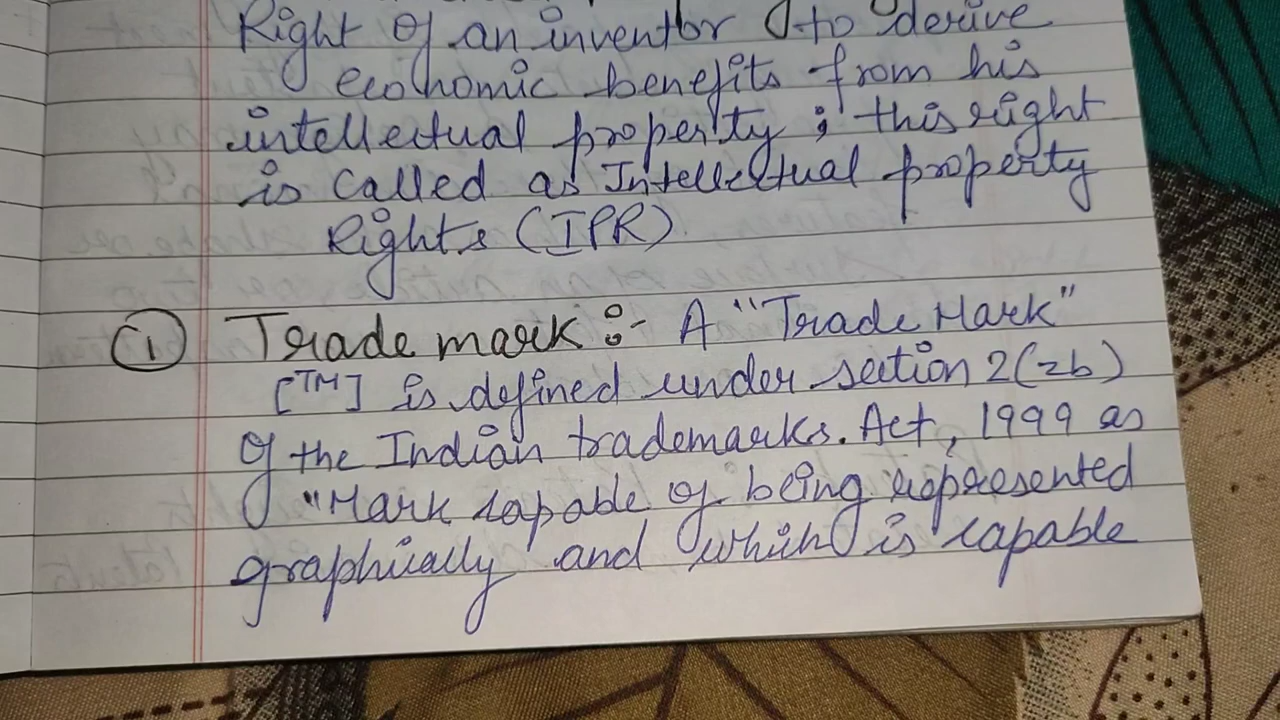 Right of an inventor to derive
economic benefits from his
intellectual property ; this right
is called as Intellectual property
Rights (IPR)
(1) Trade mark :- A "Trade Mark"
[TM] is defined under section 2(zb)
of the Indian trademarks. Act, 1999 as
"Mark capable of being represented
graphically and which is capable